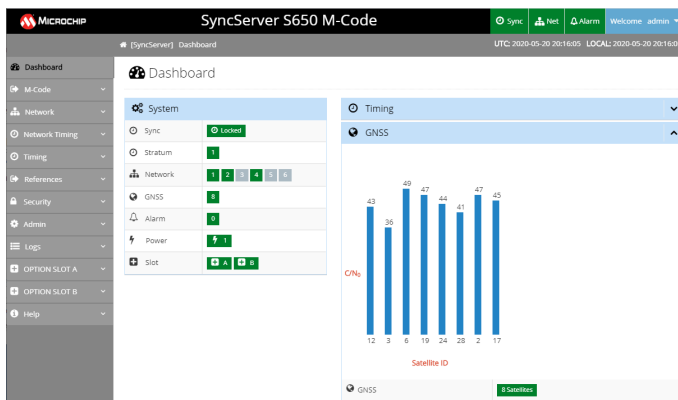 MICROCHIP
SyncServer S650 M-Code
Sync Net Alarm Welcome admin
[SyncServer] Dashboard
UTC: 2020-05-20 20:16:05 LOCAL: 2020-05-20 20:16:0
Dashboard
M-Code
Network
Network Timing
Timing
References
Security
Admin
Logs
OPTION SLOT A
OPTION SLOT B
Help
Dashboard
System
Sync Locked
Stratum 1
Network 1 2 3 4 5 6
GNSS 8
Alarm 0
Power 1
Slot A B
Timing
GNSS
43 36 49 47 44 41 47 45
C/N0
12 3 6 19 24 28 2 17
Satellite ID
GNSS 8 Satellites